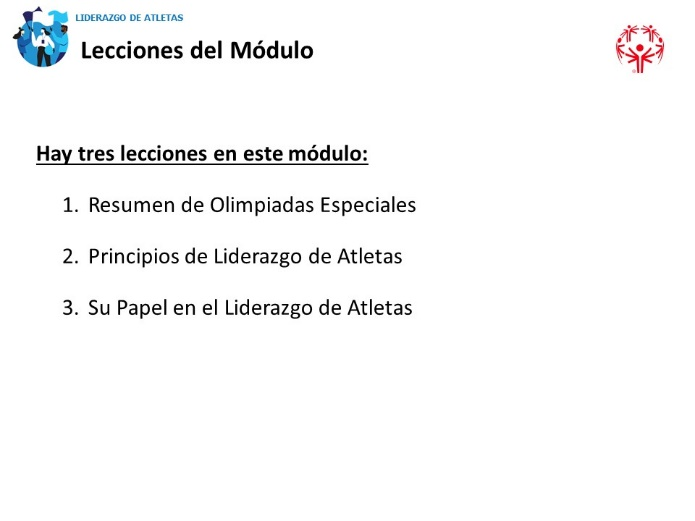 LIDERAZGO DE ATLETAS
Lecciones del Módulo
Hay tres lecciones en este módulo:
1. Resumen de Olimpiadas Especiales
2. Principios de Liderazgo de Atletas
3. Su Papel en el Liderazgo de Atletas